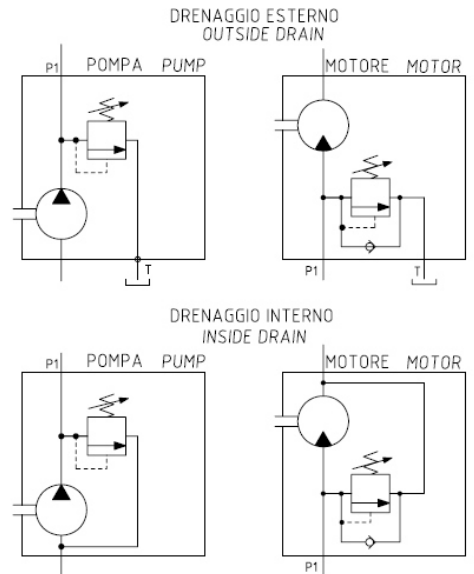 DRENAGGIO ESTERNO
OUTSIDE DRAIN
P1 POMPA PUMP
MOTORE MOTOR
T
P1 T
DRENAGGIO INTERNO
INSIDE DRAIN
P1 POMPA PUMP
MOTORE MOTOR
P1